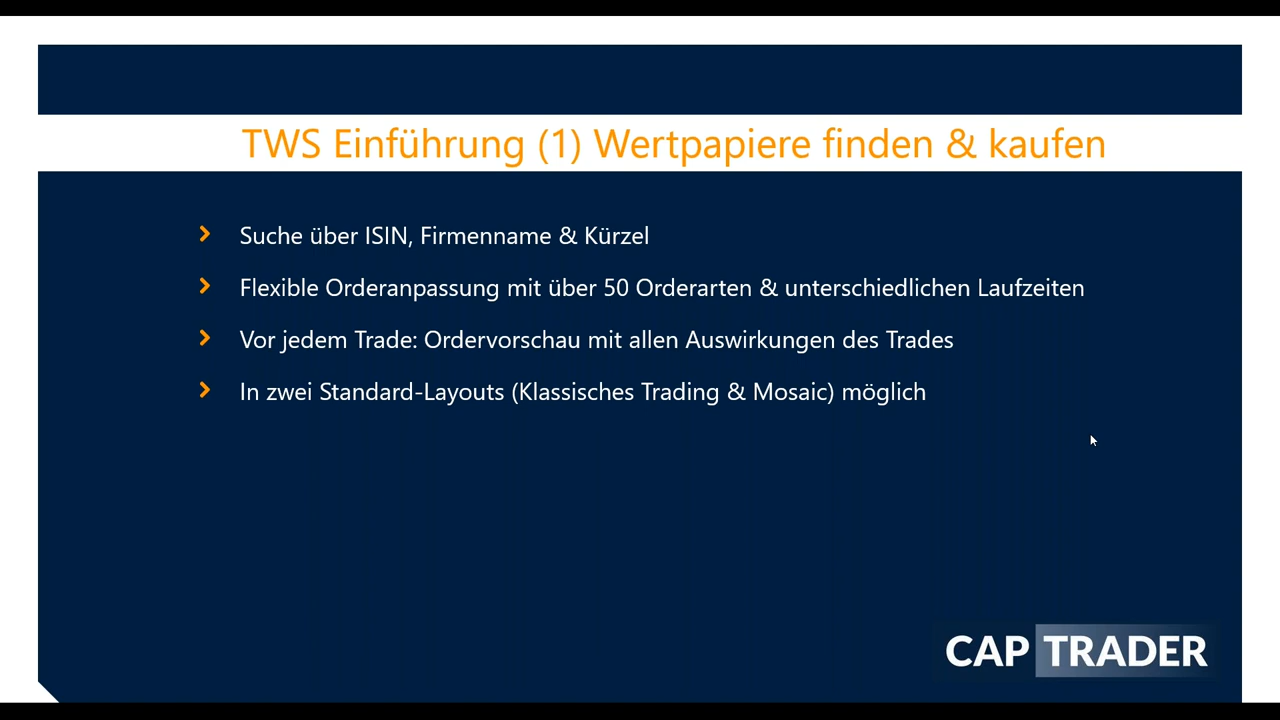 TWS Einführung (1) Wertpapiere finden & kaufen
Suche über ISIN, Firmenname & Kürzel
Flexible Orderanpassung mit über 50 Orderarten & unterschiedlichen Laufzeiten
Vor jedem Trade: Ordervorschau mit allen Auswirkungen des Trades
In zwei Standard-Layouts (Klassisches Trading & Mosaic) möglich
CAP TRADER